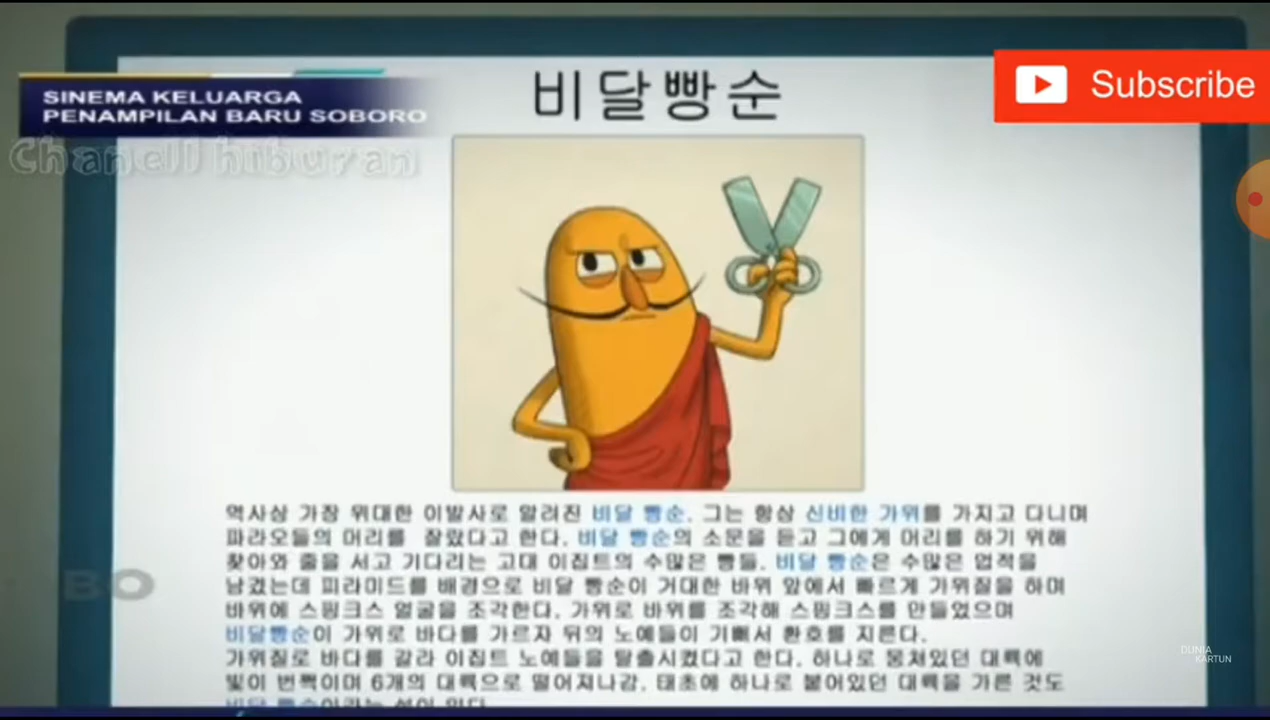 비달빵순
Subscribe
SINEMA KELUARGA
PENAMPILAN BARU SOBORO
Chanell hiburan
역사상 가장 위대한 이발사로 알려진 비달 빵순. 그는 항상 신비한 가위를 가지고 다니며
파라오들의 머리를 잘랐다고 한다. 비달 빵순의 소문을 듣고 그에게 머리를 하기 위해
찾아와 줄을 서고 기다리는 고대 이집트의 수많은 빵들. 비달 빵순은 수많은 업적을
남겼는데 피라미드를 배경으로 비달 빵순이 거대한 바위 앞에서 빠르게 가위질을 하며
바위에 스핑크스 얼굴을 조각한다. 가위로 바위를 조각해 스핑크스를 만들었으며
비달빵순이 가위로 바다를 가르자 뒤의 노예들이 기뻐서 환호를 지른다.
가위질로 바다를 갈라 이집트 노예들을 탈출시켰다고 한다. 하나로 뭉쳐있던 대륙에
빛이 번쩍이며 6개의 대륙으로 떨어져나감. 태초에 하나로 붙어있던 대륙을 가른 것도
BO
DUNIA
KARTUN